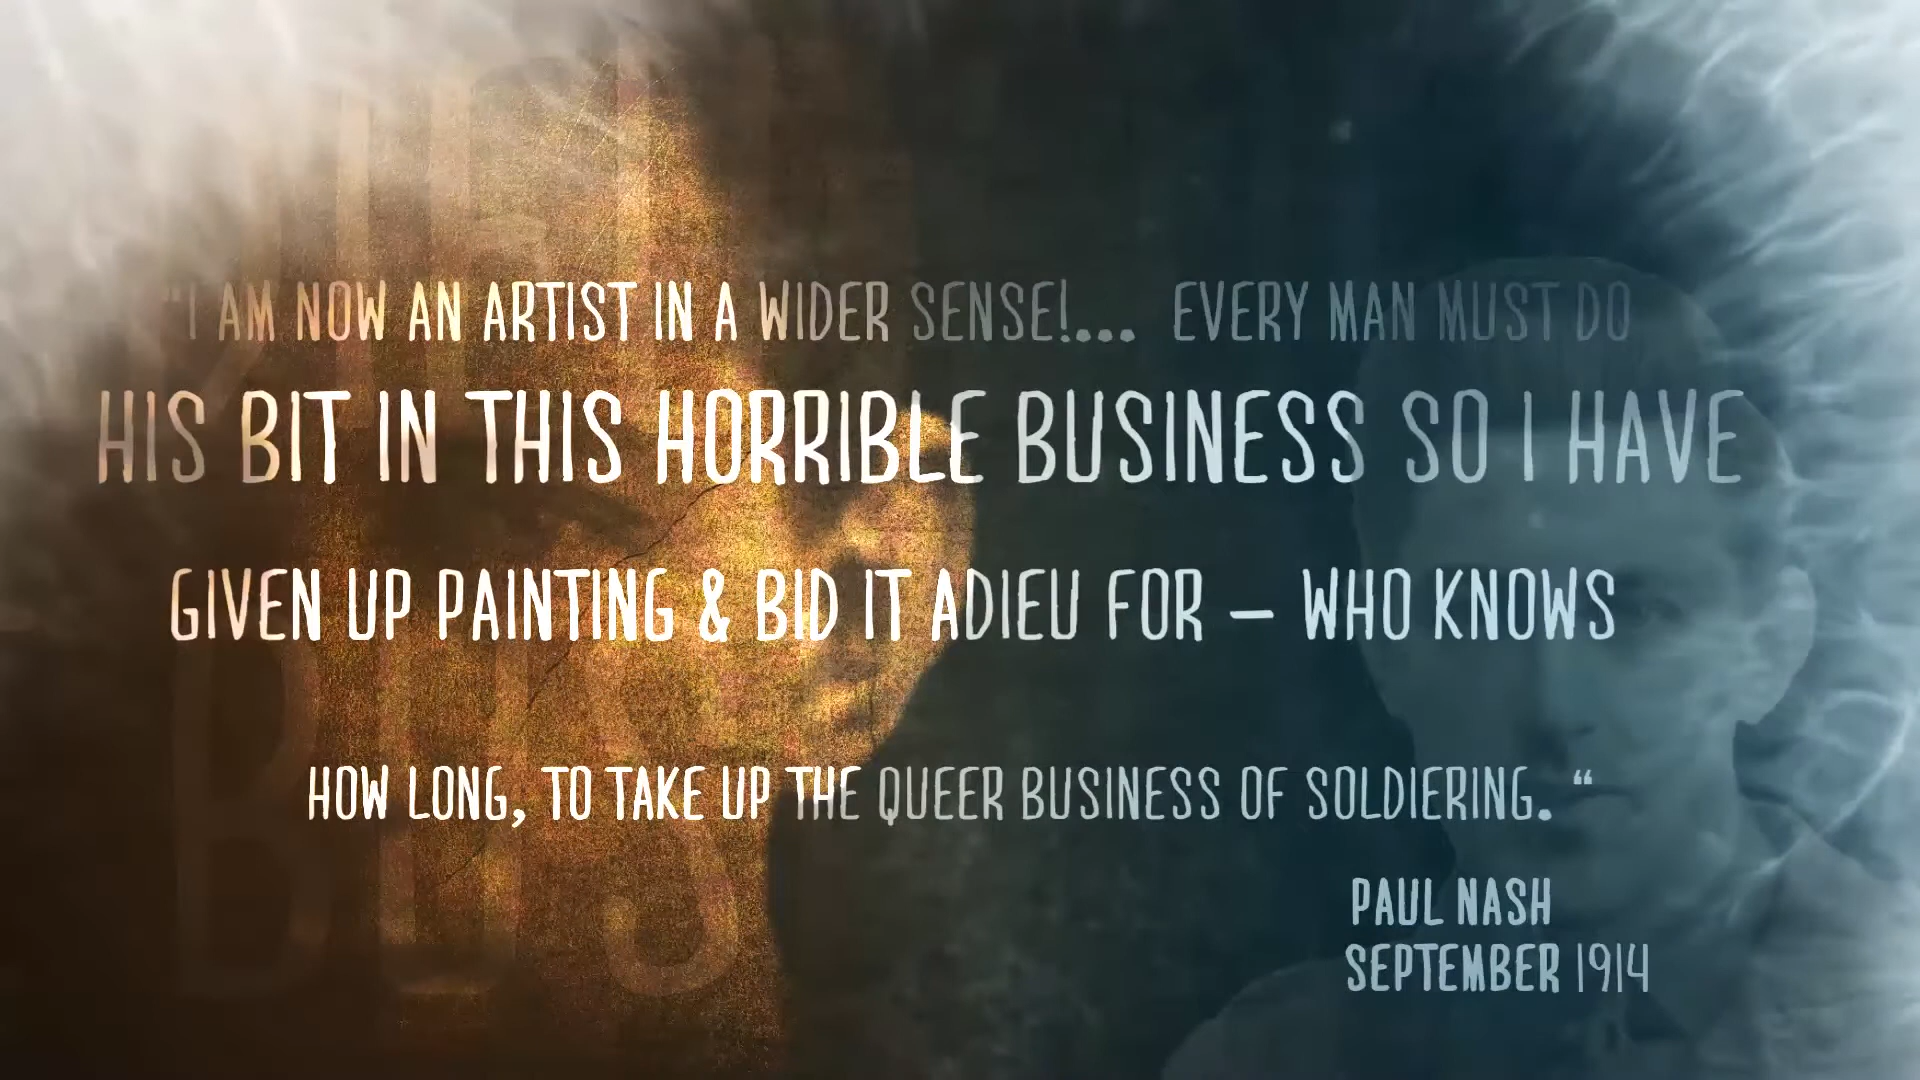 “I AM NOW AN ARTIST IN A WIDER SENSE!... EVERY MAN MUST DO
HIS BIT IN THIS HORRIBLE BUSINESS SO I HAVE
GIVEN UP PAINTING & BID IT ADIEU FOR – WHO KNOWS
HOW LONG, TO TAKE UP THE QUEER BUSINESS OF SOLDIERING. “
PAUL NASH
SEPTEMBER 1914